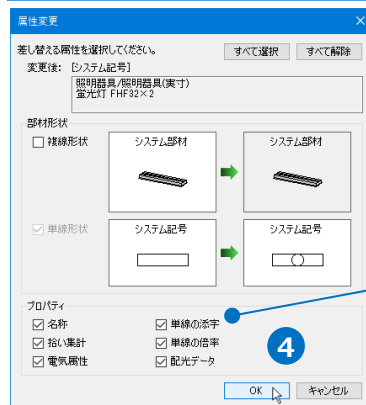 属性変更
差し替える属性を選択してください。 すべて選択 すべて解除
変更後: [システム記号]
照明器具/照明器具(実寸)
蛍光灯 FHF32×2
部材形状
複線形状 システム部材 システム部材
単線形状 システム記号 システム記号
プロパティ
名称 単線の添字
拾い集計 単線の倍率
電気属性 配光データ
4
OK キャンセル